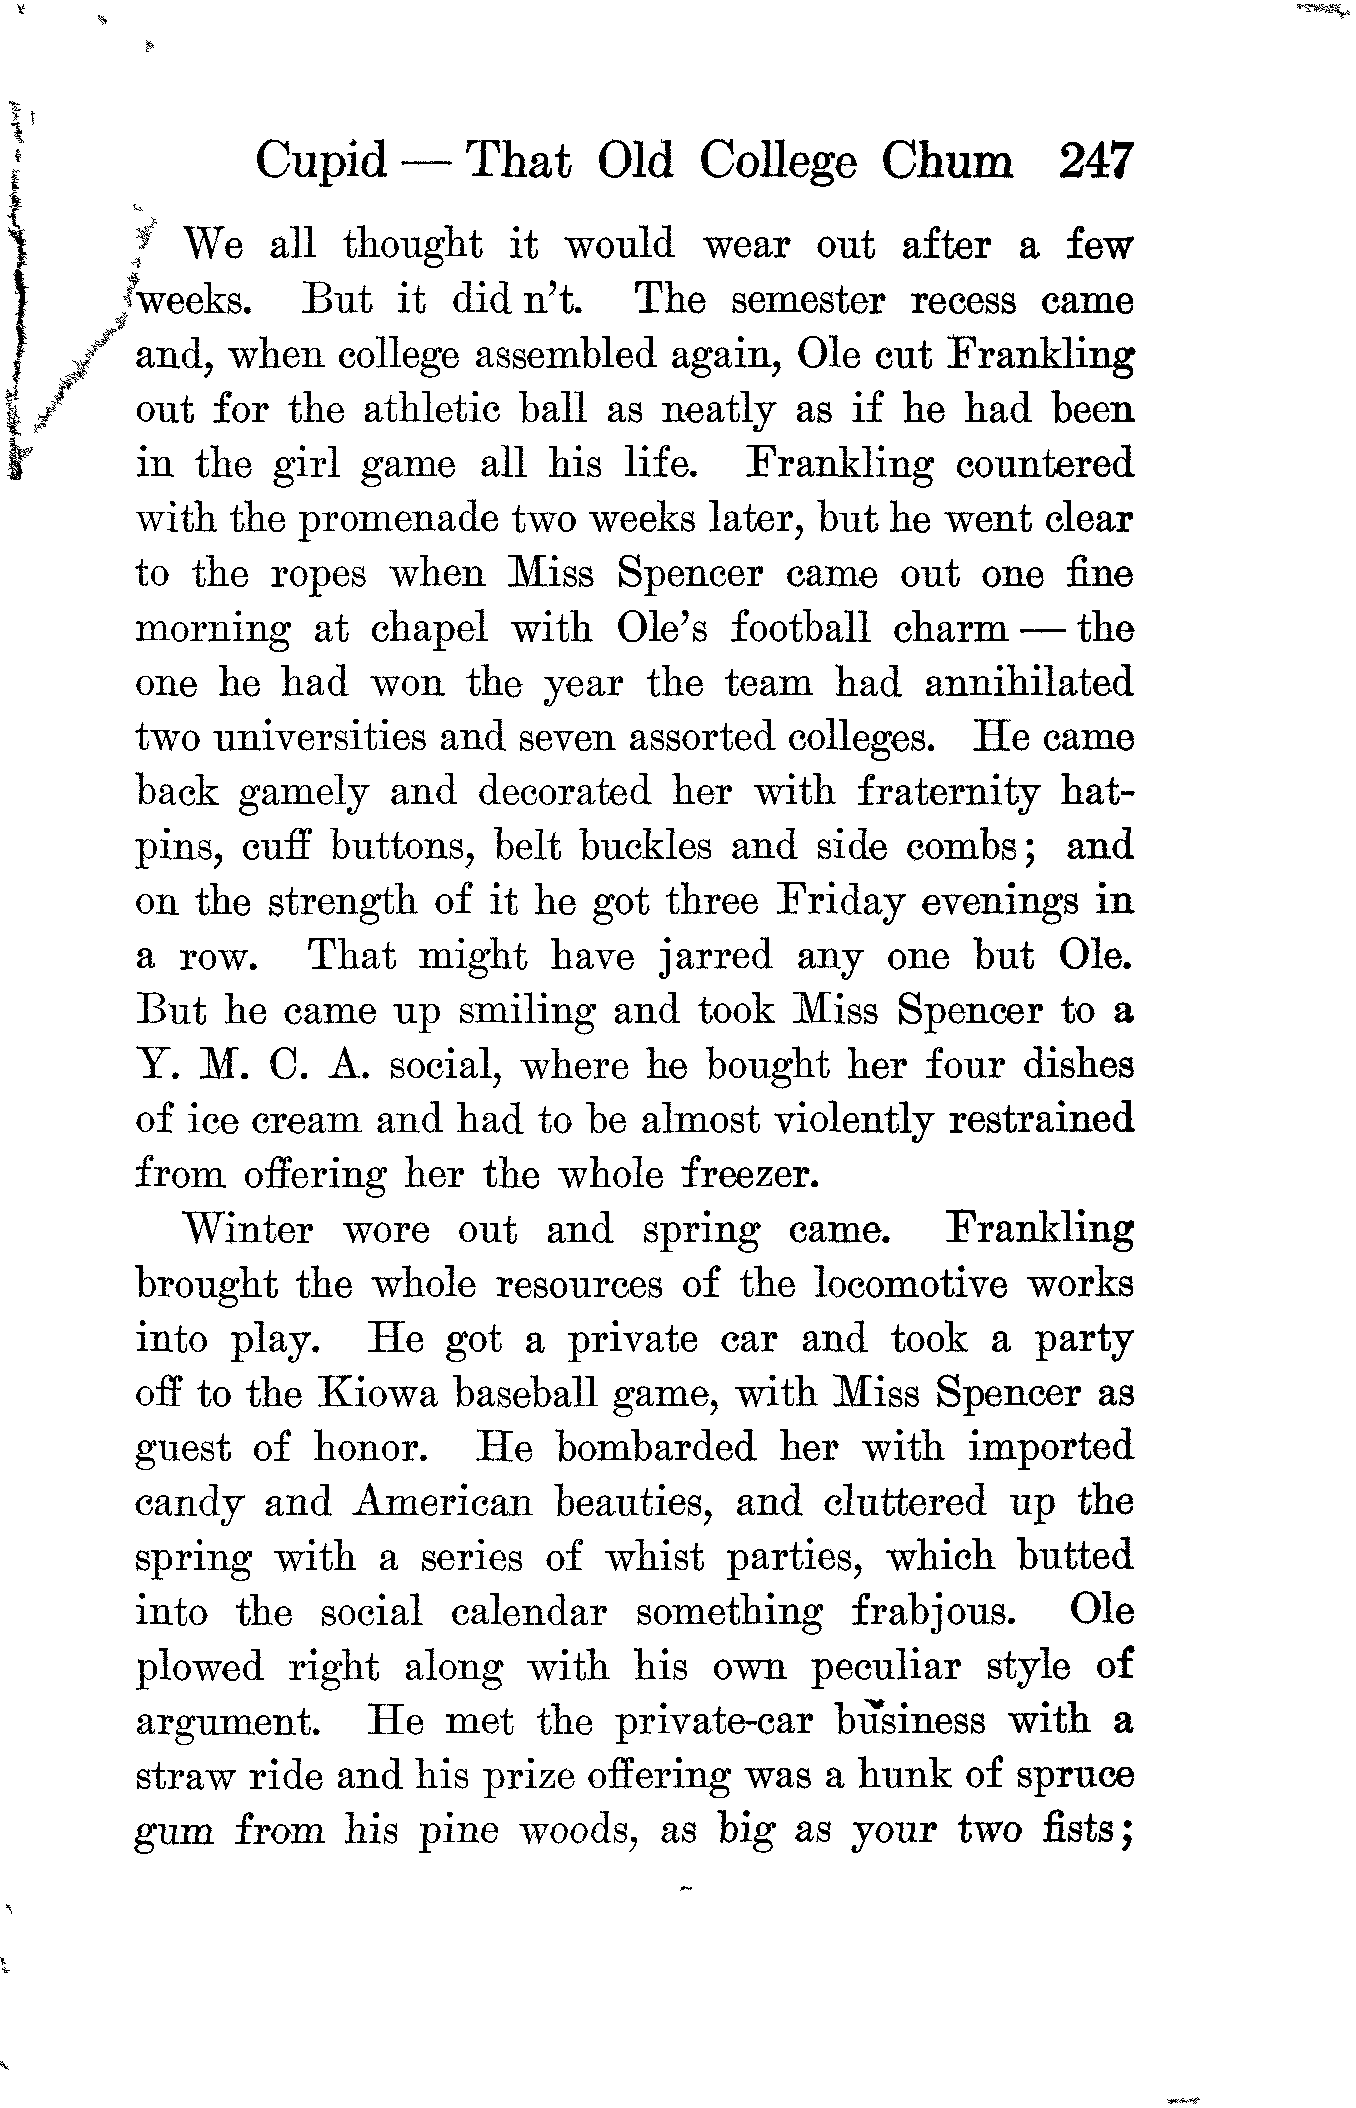 Cupid — That Old College Chum 247
We all thought it would wear out after a few
weeks. But it did n't. The semester recess came
and, when college assembled again, Ole cut Frankling
out for the athletic ball as neatly as if he had been
in the girl game all his life. Frankling countered
with the promenade two weeks later, but he went clear
to the ropes when Miss Spencer came out one fine
morning at chapel with Ole's football charm — the
one he had won the year the team had annihilated
two universities and seven assorted colleges. He came
back gamely and decorated her with fraternity hat-
pins, cuff buttons, belt buckles and side combs; and
on the strength of it he got three Friday evenings in
a row. That might have jarred any one but Ole.
But he came up smiling and took Miss Spencer to a
Y. M. C. A. social, where he bought her four dishes
of ice cream and had to be almost violently restrained
from offering her the whole freezer.
Winter wore out and spring came. Frankling
brought the whole resources of the locomotive works
into play. He got a private car and took a party
off to the Kiowa baseball game, with Miss Spencer as
guest of honor. He bombarded her with imported
candy and American beauties, and cluttered up the
spring with a series of whist parties, which butted
into the social calendar something frabjous. Ole
plowed right along with his own peculiar style of
argument. He met the private-car business with a
straw ride and his prize offering was a hunk of spruce
gum from his pine woods, as big as your two fists;